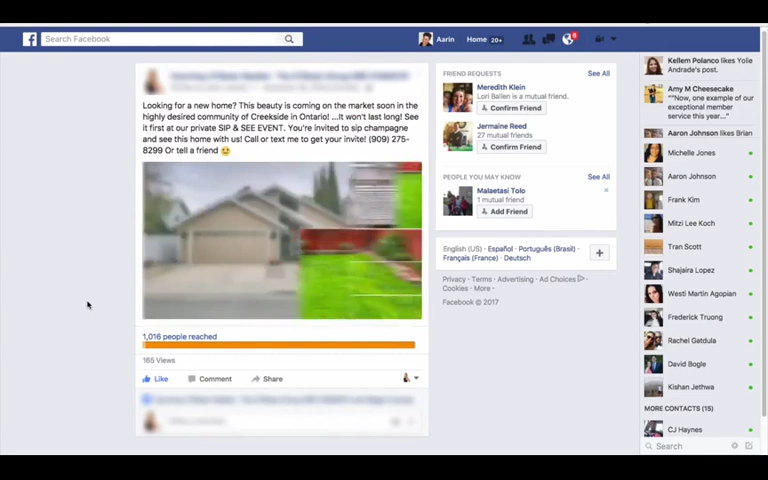 Search Facebook
Aarin
Home 20+
8
Looking for a new home? This beauty is coming on the market soon in the
highly desired community of Creekside in Ontario! ...It won't last long! See
it first at our private SIP & SEE EVENT. You're invited to sip champagne
and see this home with us! Call or text me to get your invite! (909) 275-
8299 Or tell a friend
1,016 people reached
165 Views
Like
Comment
Share
FRIEND REQUESTS
See All
Meredith Klein
Lori Ballen is a mutual friend.
Confirm Friend
Jermaine Reed
27 mutual friends
Confirm Friend
PEOPLE YOU MAY KNOW
See All
Malaetasi Tolo
1 mutual friend
Add Friend
English (US) · Español · Português (Brasil) ·
Français (France) · Deutsch
Privacy · Terms · Advertising · Ad Choices
Cookies · More
Facebook © 2017
Kellem Polanco likes Yolie
Andrade's post.
Amy M Cheesecake
""Now, one example of our
exceptional member
service this year..."
Aaron Johnson likes Brian
Michelle Jones
Aaron Johnson
Frank Kim
Mitzi Lee Koch
Tran Scott
Shajaira Lopez
Westi Martin Agopian
Frederick Truong
Rachel Gatdula
David Bogle
Kishan Jethwa
MORE CONTACTS (15)
CJ Haynes
Search